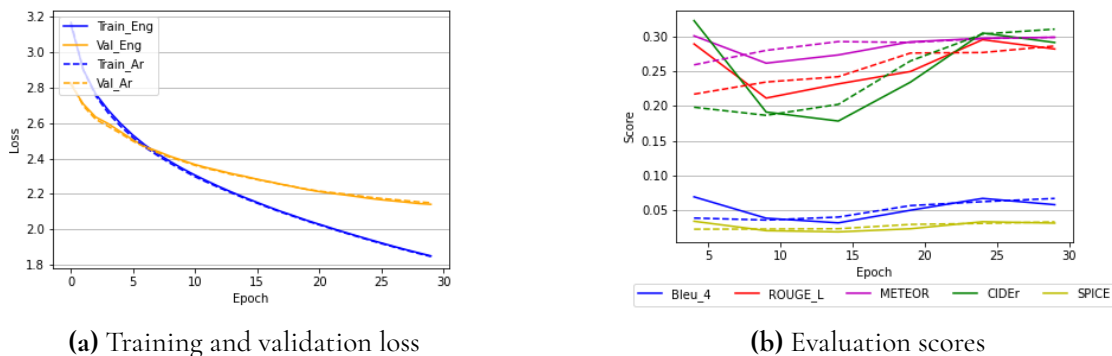 3.2
3.0
2.8
2.6
2.4
2.2
2.0
1.8
Loss
Train_Eng
Val_Eng
Train_Ar
Val_Ar
0 5 10 15 20 25 30
Epoch
(a) Training and validation loss
0.30
0.25
0.20
0.15
0.10
0.05
Score
5 10 15 20 25 30
Epoch
Bleu_4 ROUGE_L METEOR CIDEr SPICE
(b) Evaluation scores